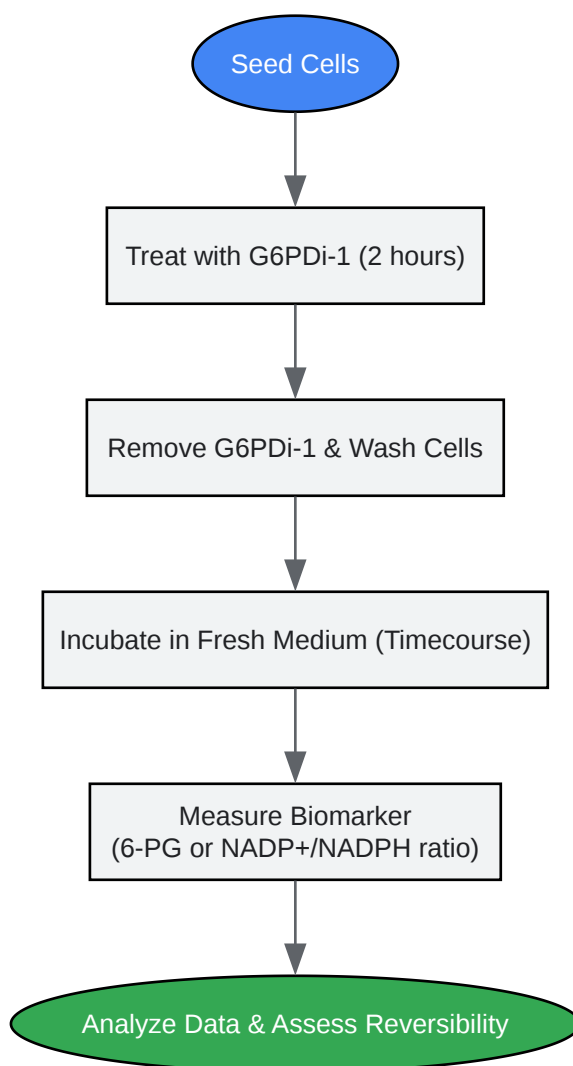 Seed Cells
Treat with G6PDi-1 (2 hours)
Remove G6PDi-1 & Wash Cells
Incubate in Fresh Medium (Timecourse)
Measure Biomarker
(6-PG or NADP+/NADPH ratio)
Analyze Data & Assess Reversibility